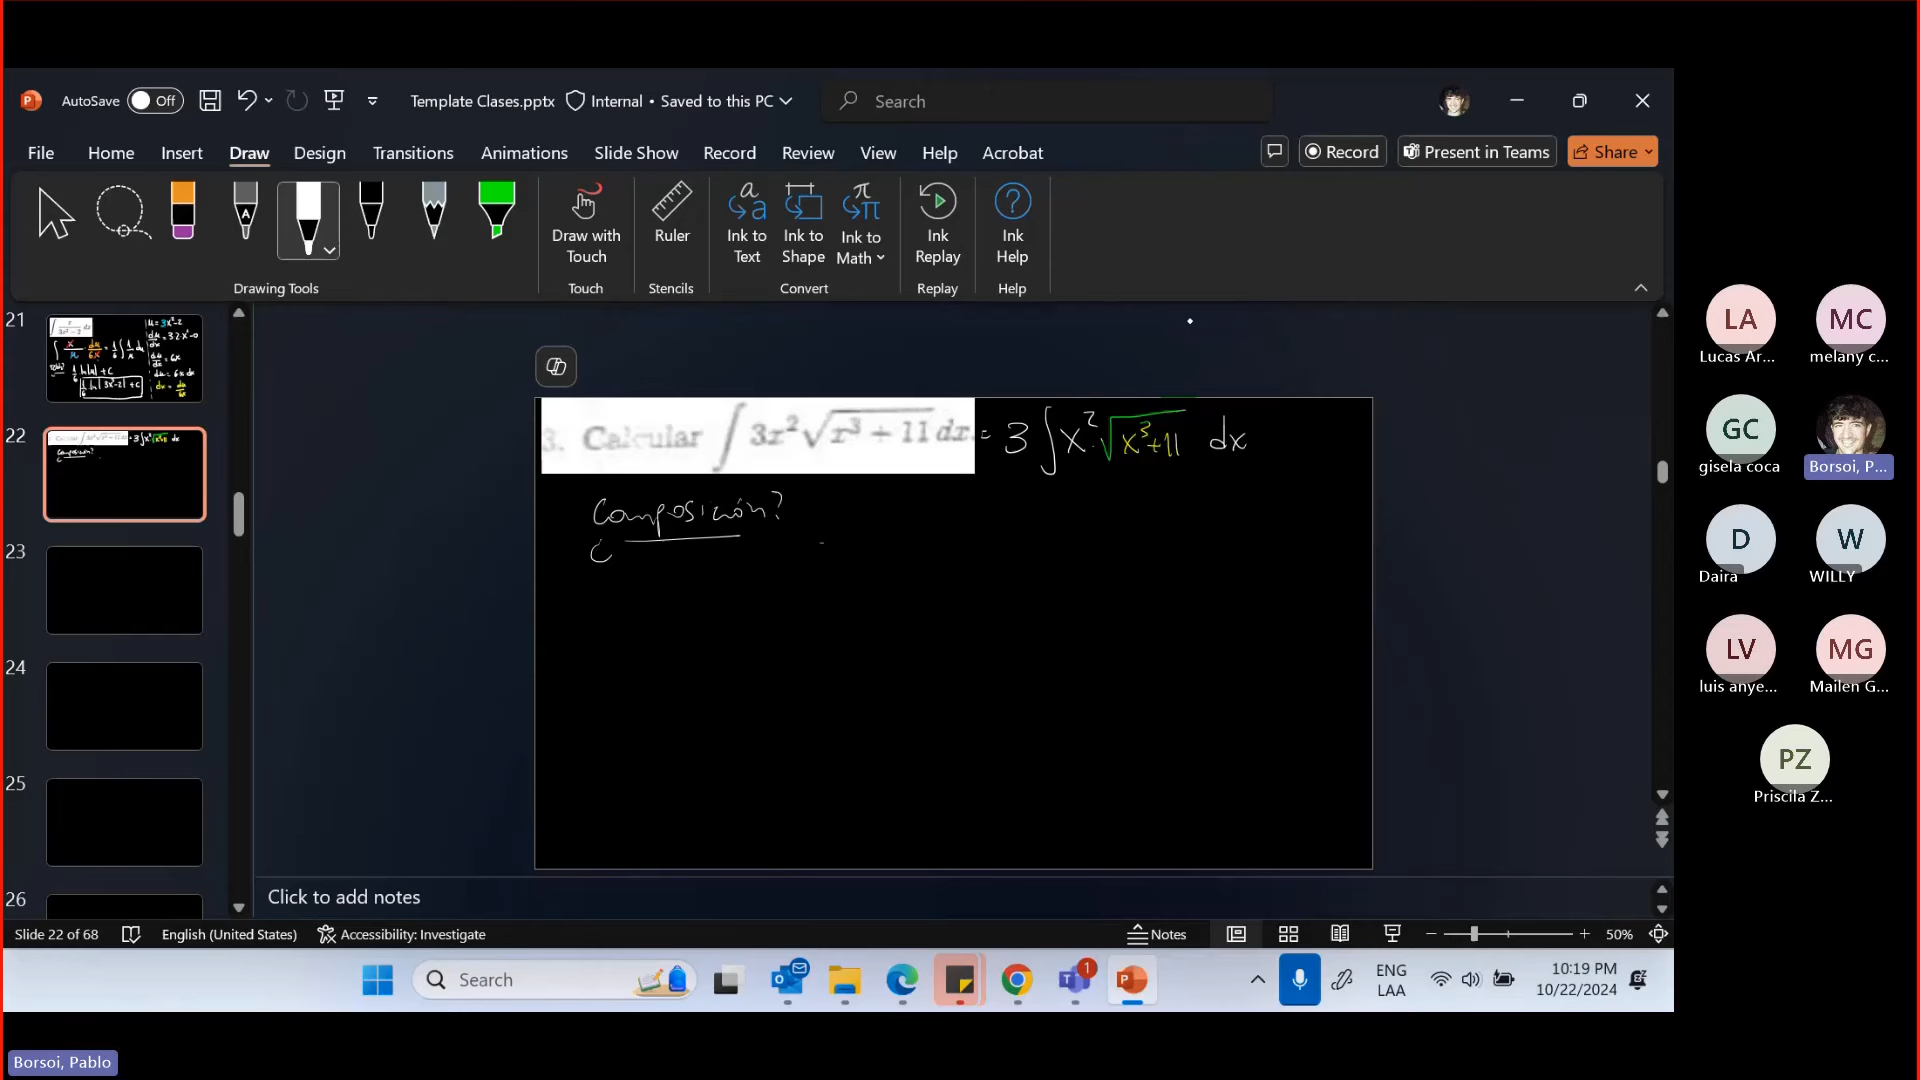 AutoSave Off Template Clases.pptx Internal • Saved to this PC Search
File Home Insert Draw Design Transitions Animations Slide Show Record Review View Help Acrobat Record Present in Teams Share
Draw with Touch
Ruler
Ink to Text
Ink to Shape
Ink to Math
Ink Replay
Ink Help
Drawing Tools Touch Stencils Convert Replay Help
21
22
23
24
25
26
3. Calcular ∫ 3x²√(x³ + 11) dx = 3 ∫ x² · √(x³+11) dx
Composición?
¿
Click to add notes
Slide 22 of 68 English (United States) Accessibility: Investigate Notes 50%
Search
ENG
LAA
10:19 PM
10/22/2024
1
LA
Lucas Ar...
MC
melany c...
GC
gisela coca
Borsoi, P...
D
Daira
W
WILLY
LV
luis anye...
MG
Mailen G...
PZ
Priscila Z...
Borsoi, Pablo